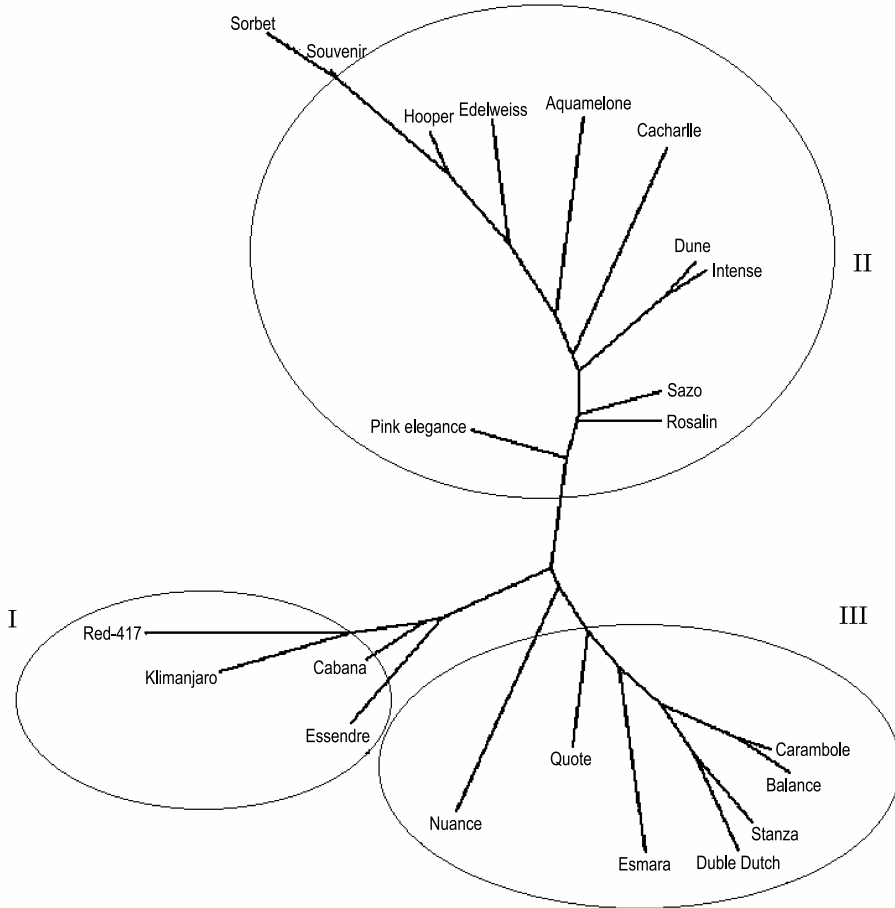 Sorbet
Souvenir
Hooper
Edelweiss
Aquamelone
Cacharlle
Dune
Intense
II
Sazo
Rosalin
Pink elegance
I
III
Red-417
Klimanjaro
Cabana
Essendre
Quote
Carambole
Balance
Nuance
Stanza
Esmara
Duble Dutch